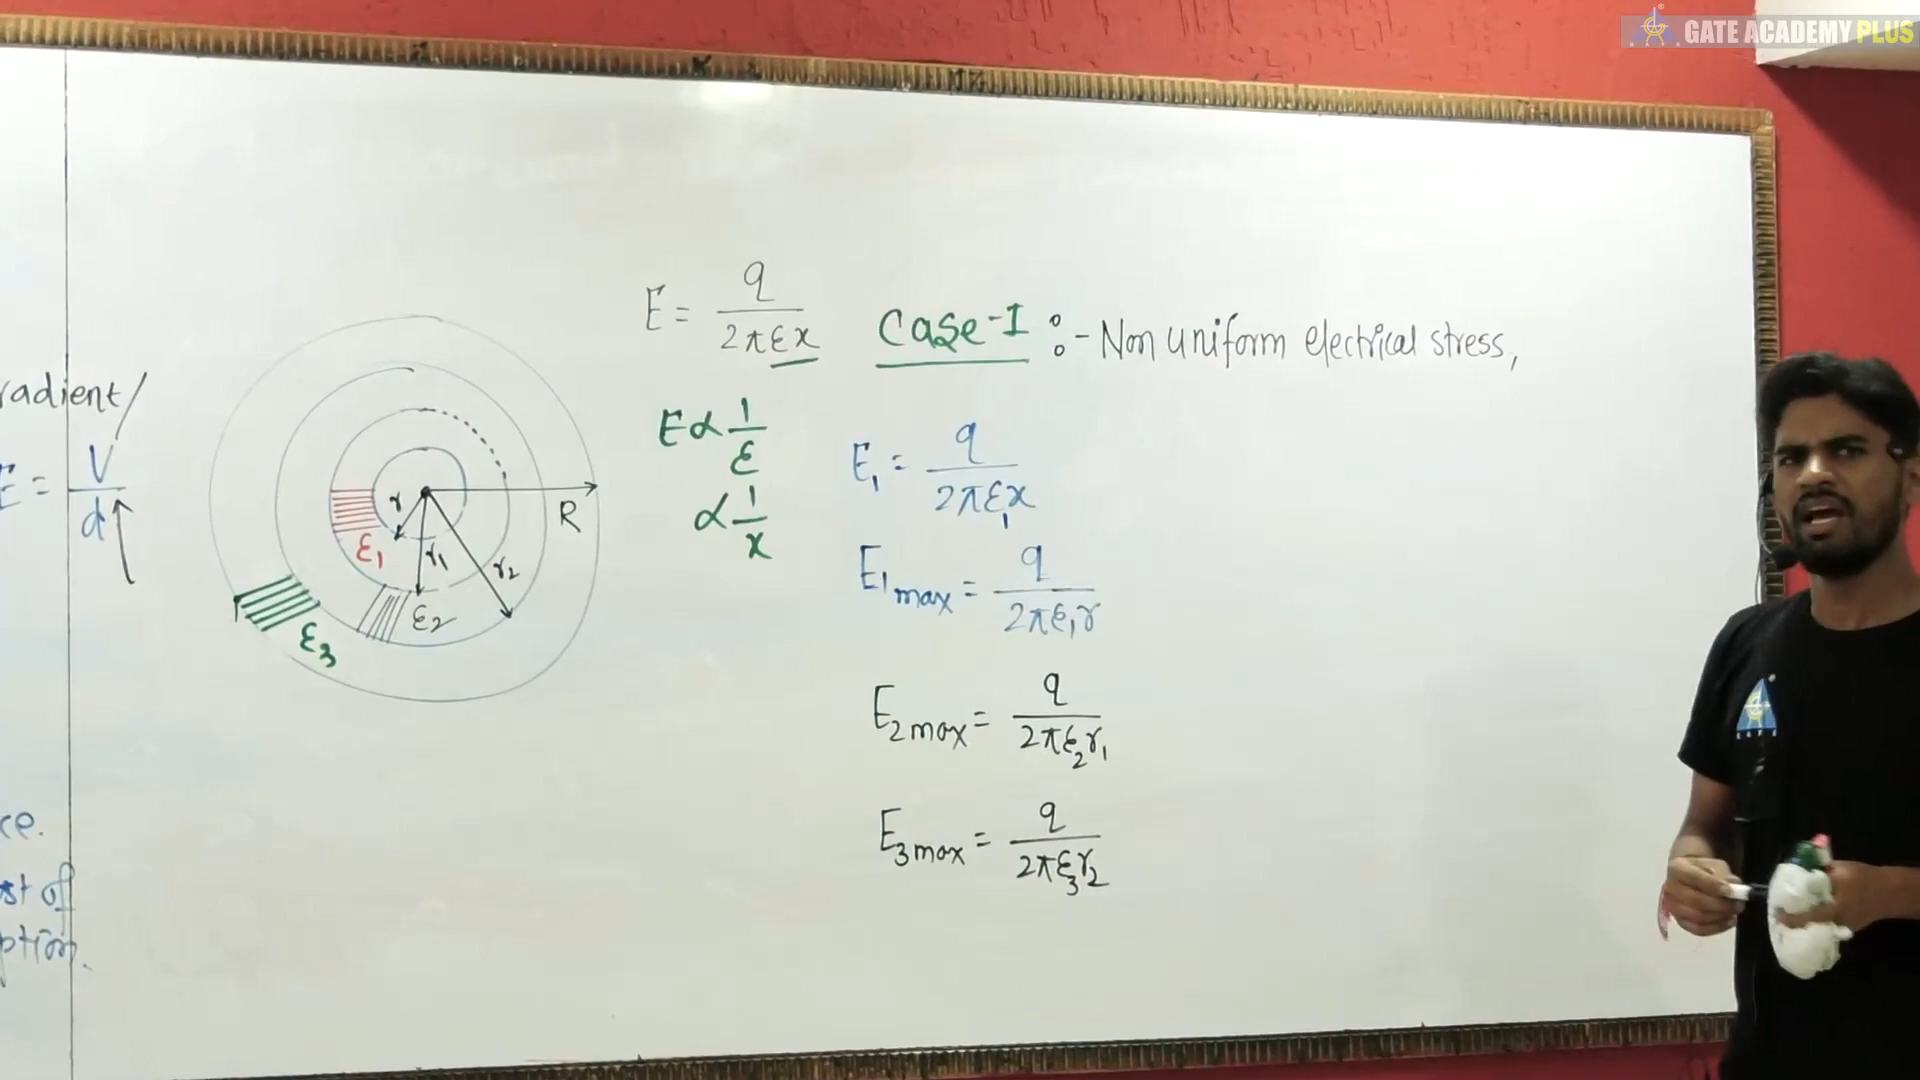 GATE ACADEMY PLUS
E = q / 2πεx
Case-I :- Non uniform electrical stress,
radient/
E = V / d
E ∝ 1 / ε
∝ 1 / x
E₁ = q / 2πε₁x
E₁max = q / 2πε₁r
E₂max = q / 2πε₂r₁
E₃max = q / 2πε₃r₂
r
R
r₁
r₂
ε₁
ε₂
ε₃
ce.
st of
ption.